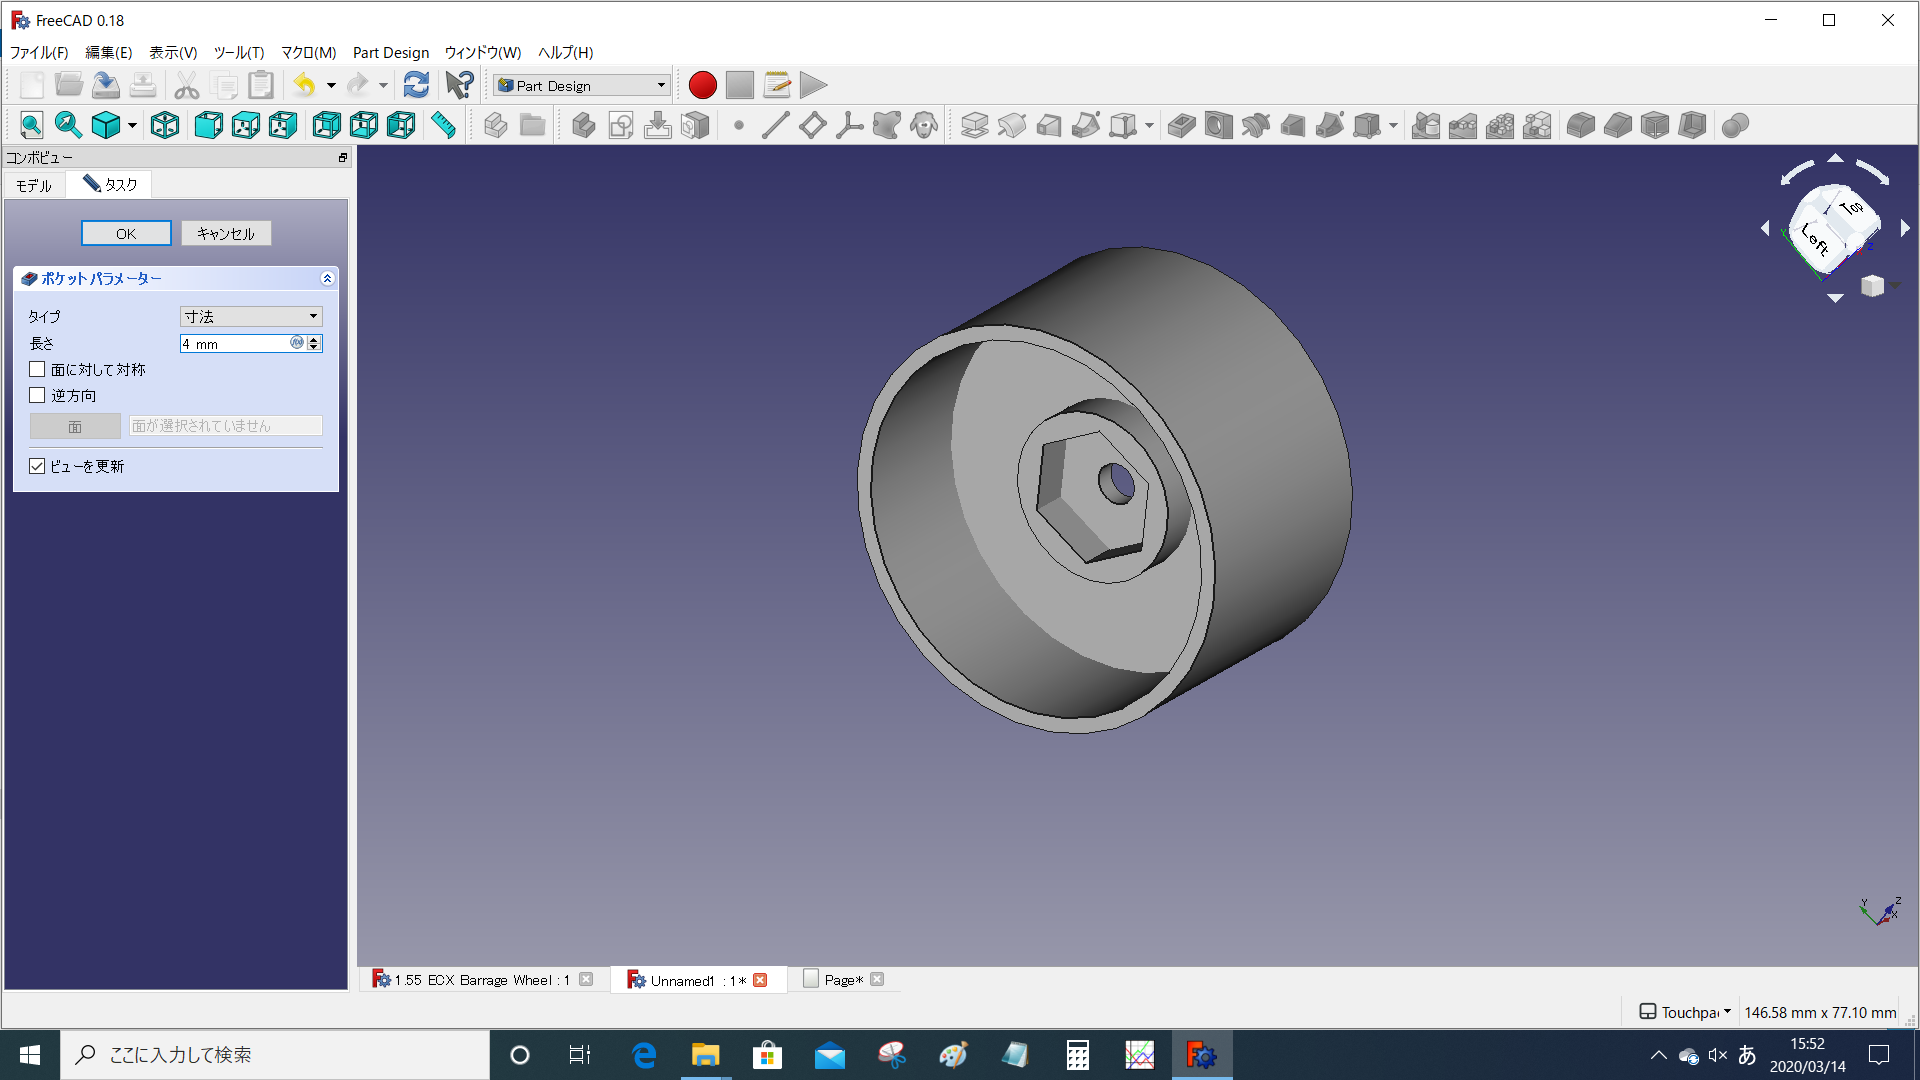 FreeCAD 0.18
ファイル(F) 編集(E) 表示(V) ツール(T) マクロ(M) Part Design ウィンドウ(W) ヘルプ(H)
Part Design
コンボビュー
モデル タスク
OK キャンセル
ポケットパラメーター
タイプ 寸法
長さ 4 mm
面に対して対称
逆方向
面 面が選択されていません
ビューを更新
Top
Left
Y Z
X
1.55 ECX Barrage Wheel : 1 Unnamed1 : 1* Page*
Touchpa 146.58 mm x 77.10 mm
ここに入力して検索
あ 15:52
2020/03/14